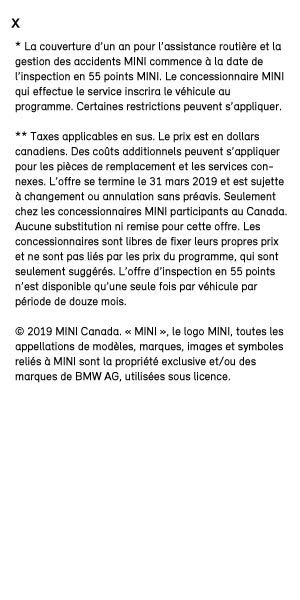 X
* La couverture d'un an pour l'assistance routière et la
gestion des accidents MINI commence à la date de
l'inspection en 55 points MINI. Le concessionnaire MINI
qui effectue le service inscrira le véhicule au
programme. Certaines restrictions peuvent s'appliquer.
** Taxes applicables en sus. Le prix est en dollars
canadiens. Des coûts additionnels peuvent s'appliquer
pour les pièces de remplacement et les services con-
nexes. L'offre se termine le 31 mars 2019 et est sujette
à changement ou annulation sans préavis. Seulement
chez les concessionnaires MINI participants au Canada.
Aucune substitution ni remise pour cette offre. Les
concessionnaires sont libres de fixer leurs propres prix
et ne sont pas liés par les prix du programme, qui sont
seulement suggérés. L'offre d'inspection en 55 points
n'est disponible qu'une seule fois par véhicule par
période de douze mois.
© 2019 MINI Canada. « MINI », le logo MINI, toutes les
appellations de modèles, marques, images et symboles
reliés à MINI sont la propriété exclusive et/ou des
marques de BMW AG, utilisées sous licence.